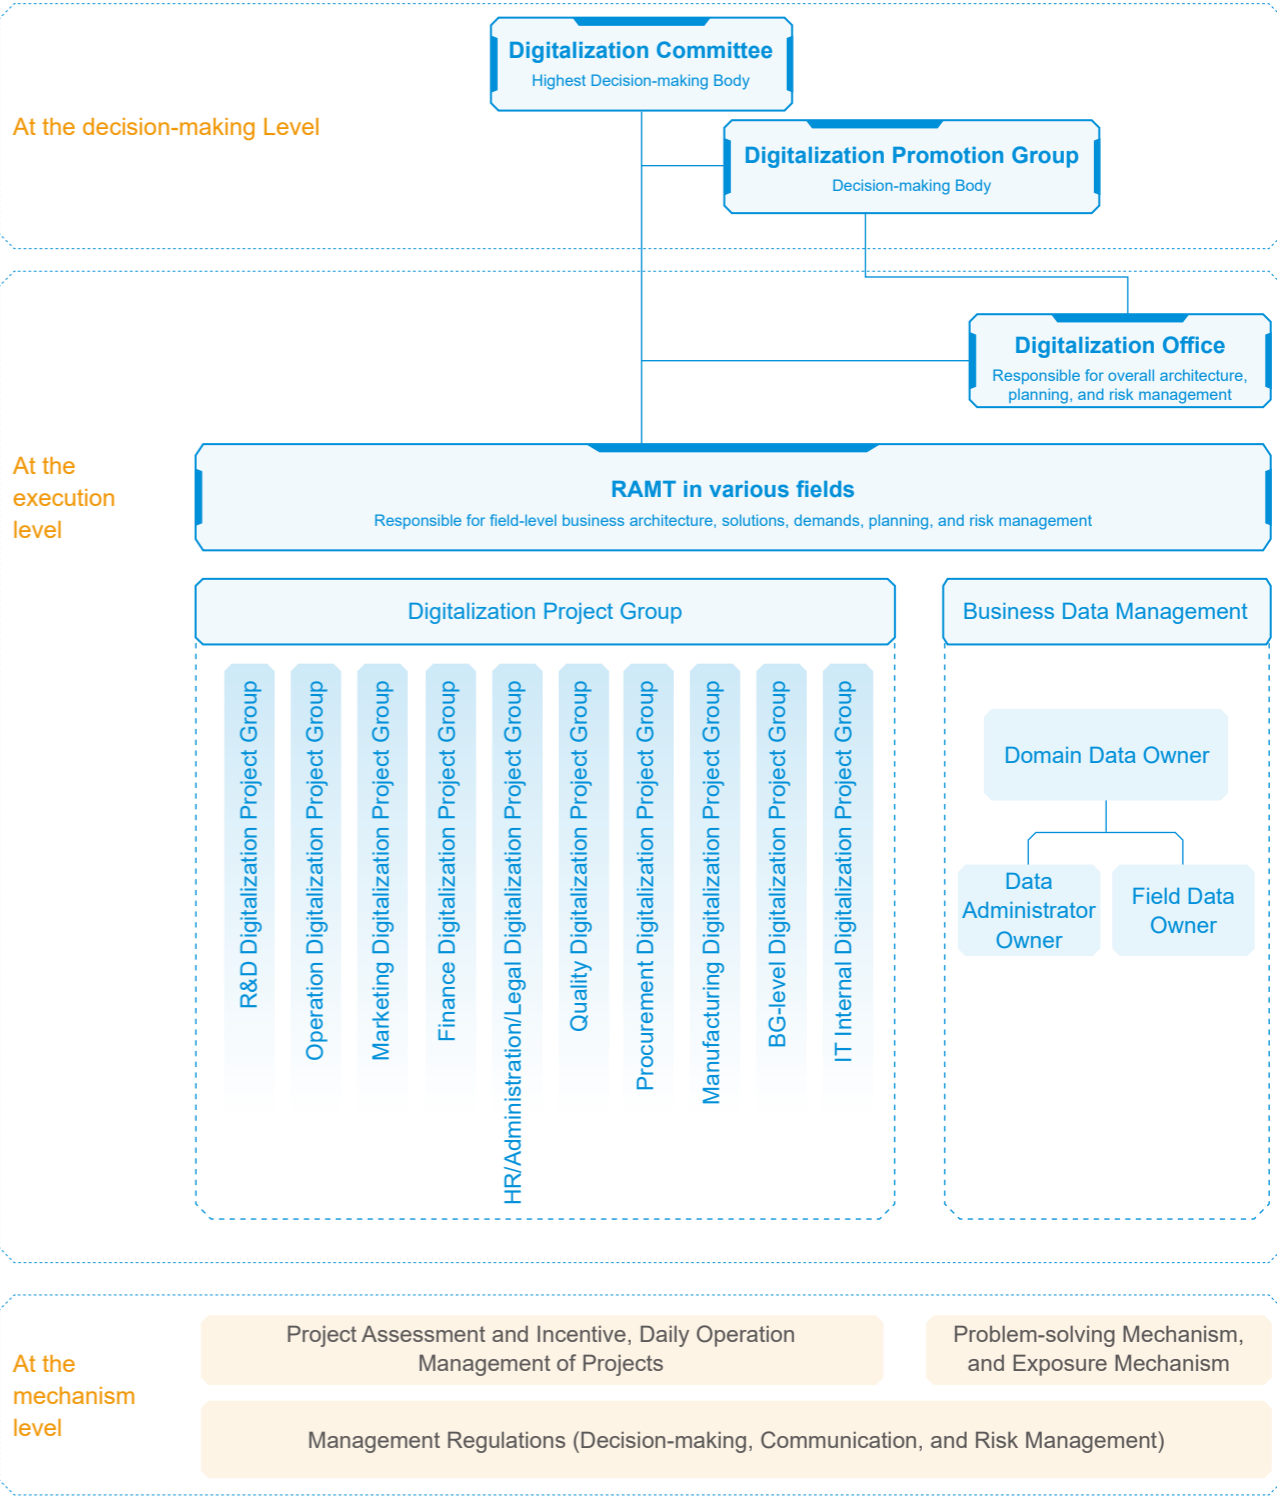 Digitalization Committee
Highest Decision-making Body
At the decision-making Level
Digitalization Promotion Group
Decision-making Body
Digitalization Office
Responsible for overall architecture,
planning, and risk management
At the
execution
level
RAMT in various fields
Responsible for field-level business architecture, solutions, demands, planning, and risk management
Digitalization Project Group
R&D Digitalization Project Group
Operation Digitalization Project Group
Marketing Digitalization Project Group
Finance Digitalization Project Group
HR/Administration/Legal Digitalization Project Group
Quality Digitalization Project Group
Procurement Digitalization Project Group
Manufacturing Digitalization Project Group
BG-level Digitalization Project Group
IT Internal Digitalization Project Group
Business Data Management
Domain Data Owner
Data
Administrator
Owner
Field Data
Owner
At the
mechanism
level
Project Assessment and Incentive, Daily Operation
Management of Projects
Problem-solving Mechanism,
and Exposure Mechanism
Management Regulations (Decision-making, Communication, and Risk Management)